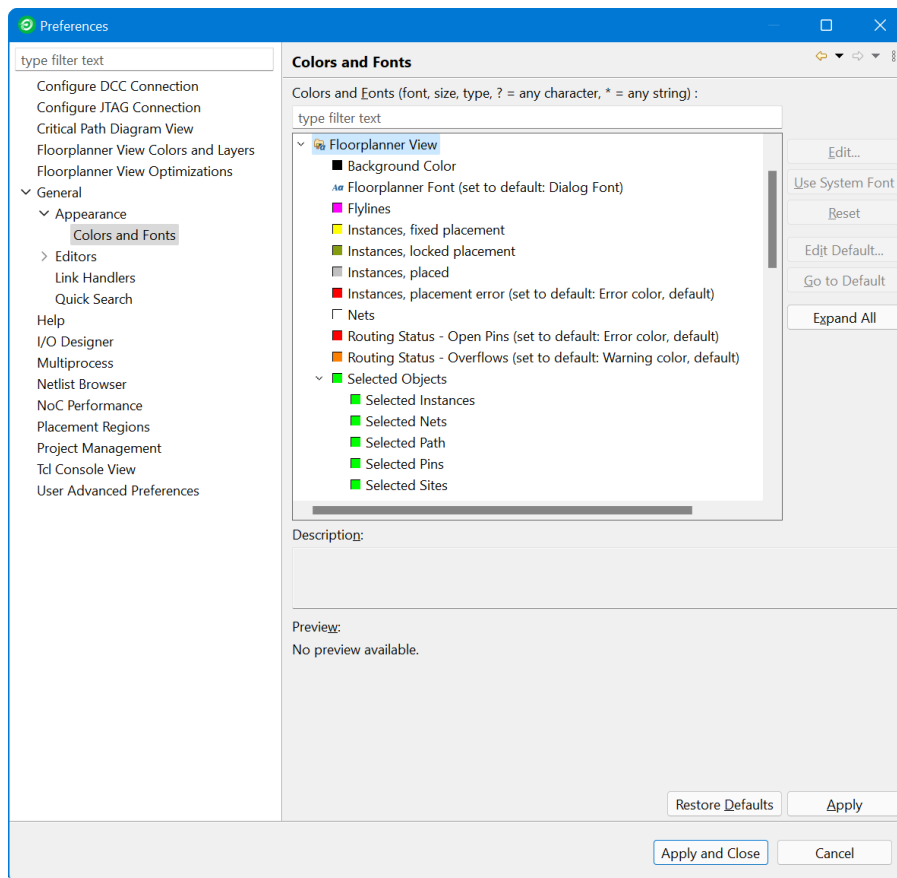 Preferences
type filter text
Configure DCC Connection
Configure JTAG Connection
Critical Path Diagram View
Floorplanner View Colors and Layers
Floorplanner View Optimizations
General
Appearance
Colors and Fonts
Editors
Link Handlers
Quick Search
Help
I/O Designer
Multiprocess
Netlist Browser
NoC Performance
Placement Regions
Project Management
Tcl Console View
User Advanced Preferences
Colors and Fonts
Colors and Fonts (font, size, type, ? = any character, * = any string) :
type filter text
Floorplanner View
Background Color
Aa Floorplanner Font (set to default: Dialog Font)
Flylines
Instances, fixed placement
Instances, locked placement
Instances, placed
Instances, placement error (set to default: Error color, default)
Nets
Routing Status - Open Pins (set to default: Error color, default)
Routing Status - Overflows (set to default: Warning color, default)
Selected Objects
Selected Instances
Selected Nets
Selected Path
Selected Pins
Selected Sites
Edit...
Use System Font
Reset
Edit Default...
Go to Default
Expand All
Description:
Preview:
No preview available.
Restore Defaults
Apply
Apply and Close
Cancel